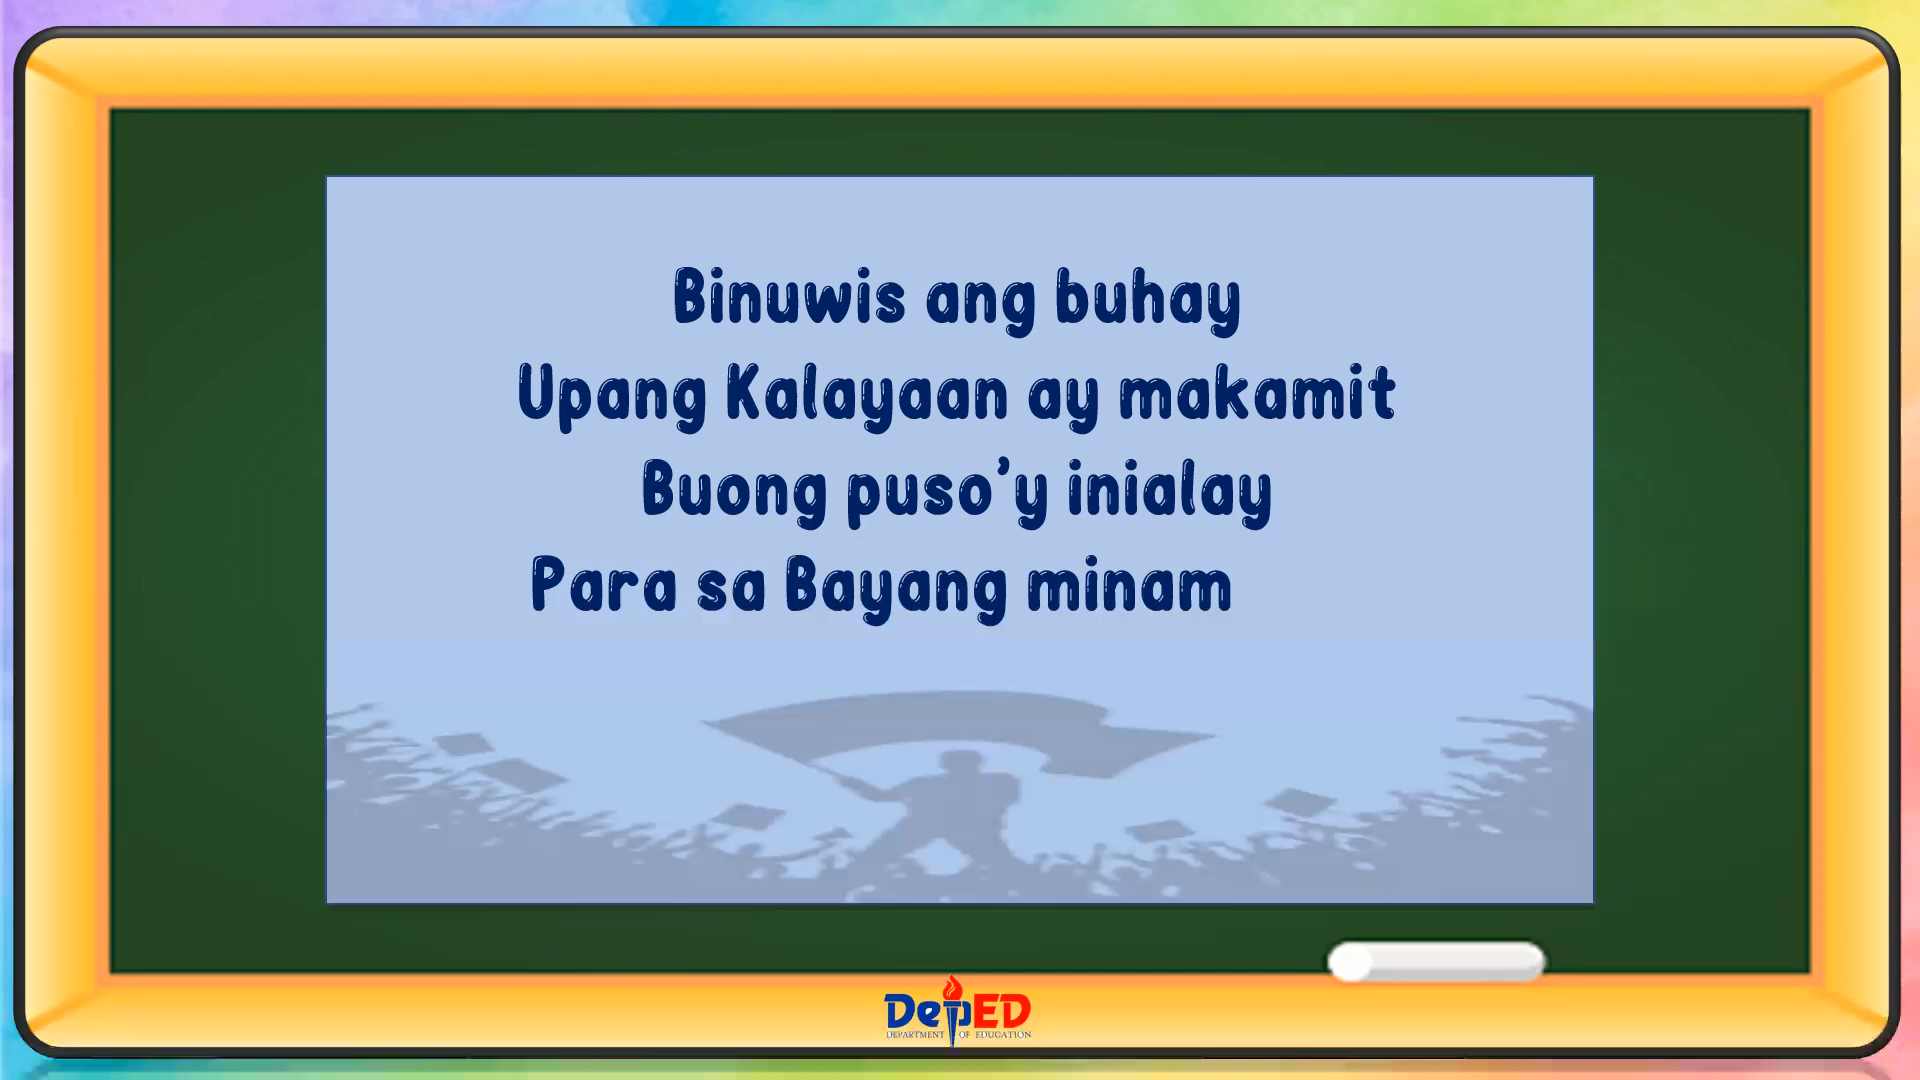 Binuwis ang buhay
Upang Kalayaan ay makamit
Buong puso’y inialay
Para sa Bayang minam
DepED
DEPARTMENT OF EDUCATION